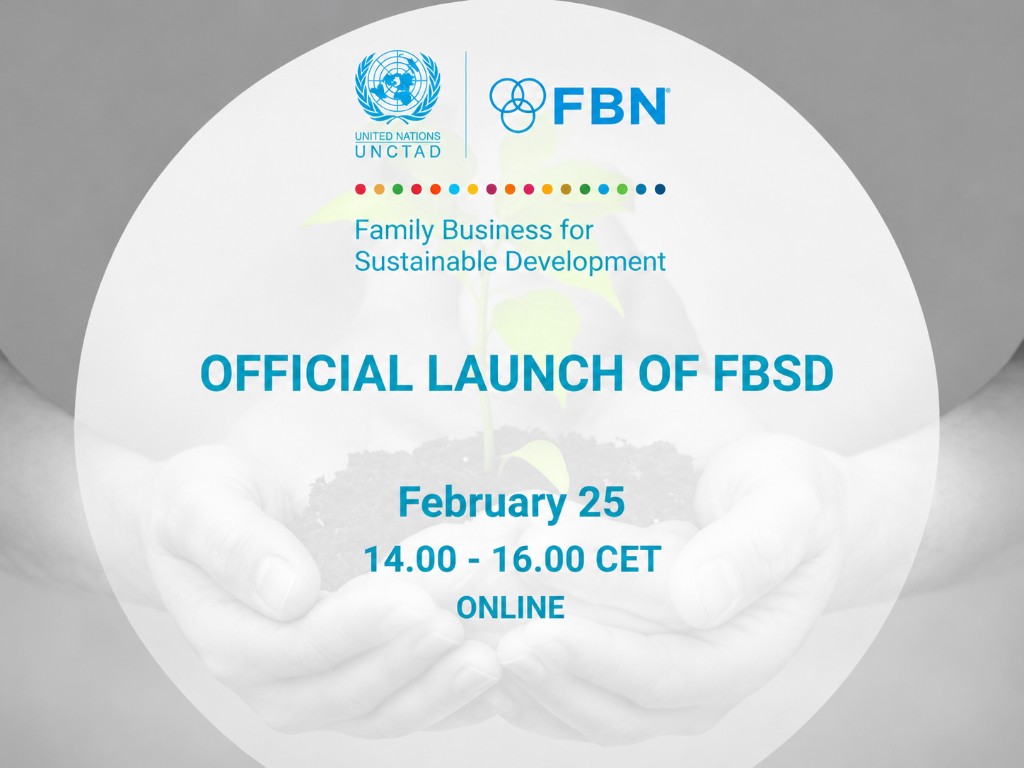 UNITED NATIONS
UNCTAD
FBN®
Family Business for
Sustainable Development
OFFICIAL LAUNCH OF FBSD
February 25
14.00 - 16.00 CET
ONLINE